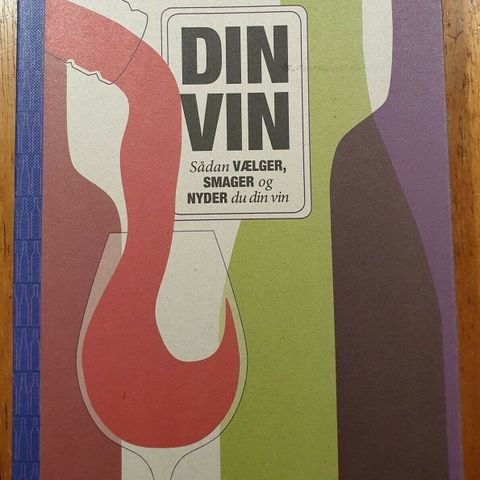 DIN
VIN
Sådan VÆLGER,
SMAGER og
NYDER du din vin